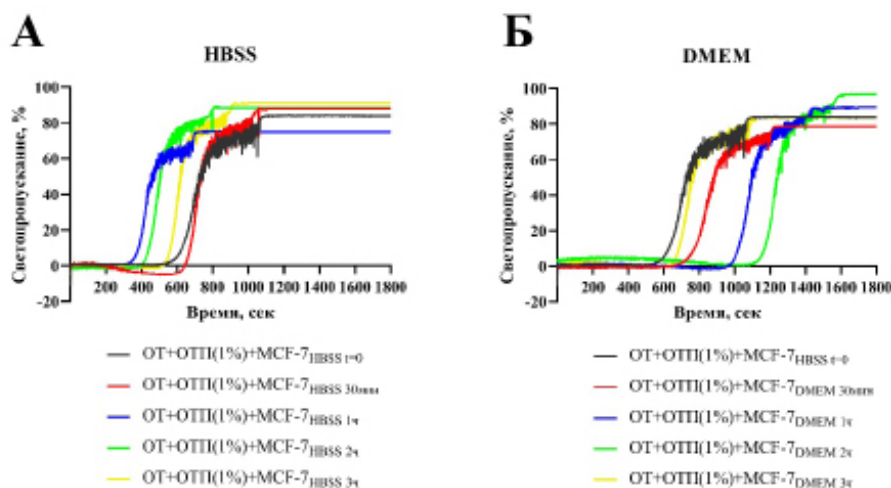 А
HBSS
Светопропускание, %
100
80
60
40
20
0
-20
200 400 600 800 1000 1200 1400 1600 1800
Время, сек
ОТ+ОТП(1%)+MCF-7HBSS t=0
ОТ+ОТП(1%)+MCF-7HBSS 30мин
ОТ+ОТП(1%)+MCF-7HBSS 1ч
ОТ+ОТП(1%)+MCF-7HBSS 2ч
ОТ+ОТП(1%)+MCF-7HBSS 3ч
Б
DMEM
Светопропускание, %
100
80
60
40
20
0
-20
200 400 600 800 1000 1200 1400 1600 1800
Время, сек
ОТ+ОТП(1%)+MCF-7HBSS t=0
ОТ+ОТП(1%)+MCF-7DMEM 30мин
ОТ+ОТП(1%)+MCF-7DMEM 1ч
ОТ+ОТП(1%)+MCF-7DMEM 2ч
ОТ+ОТП(1%)+MCF-7DMEM 3ч